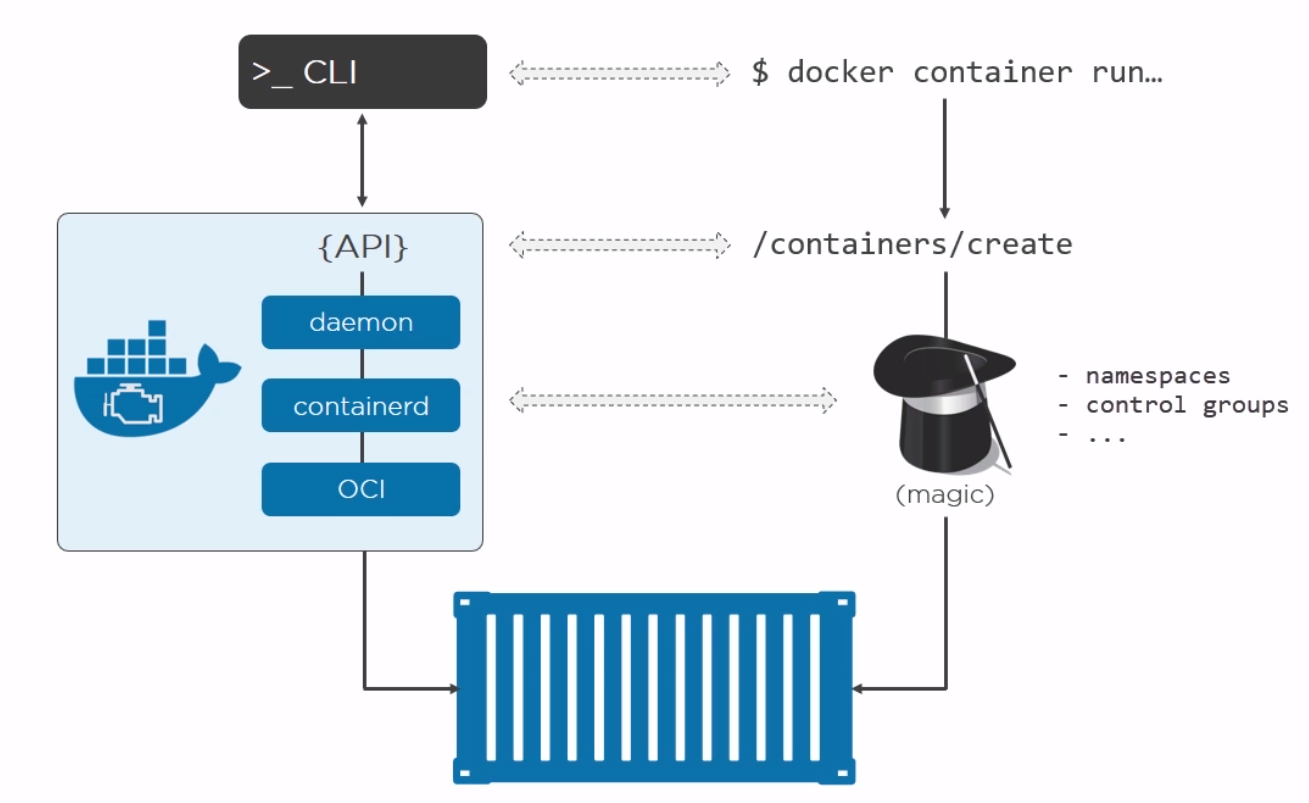 >_ CLI
$ docker container run…
{API}
/containers/create
daemon
containerd
OCI
- namespaces
- control groups
- ...
(magic)